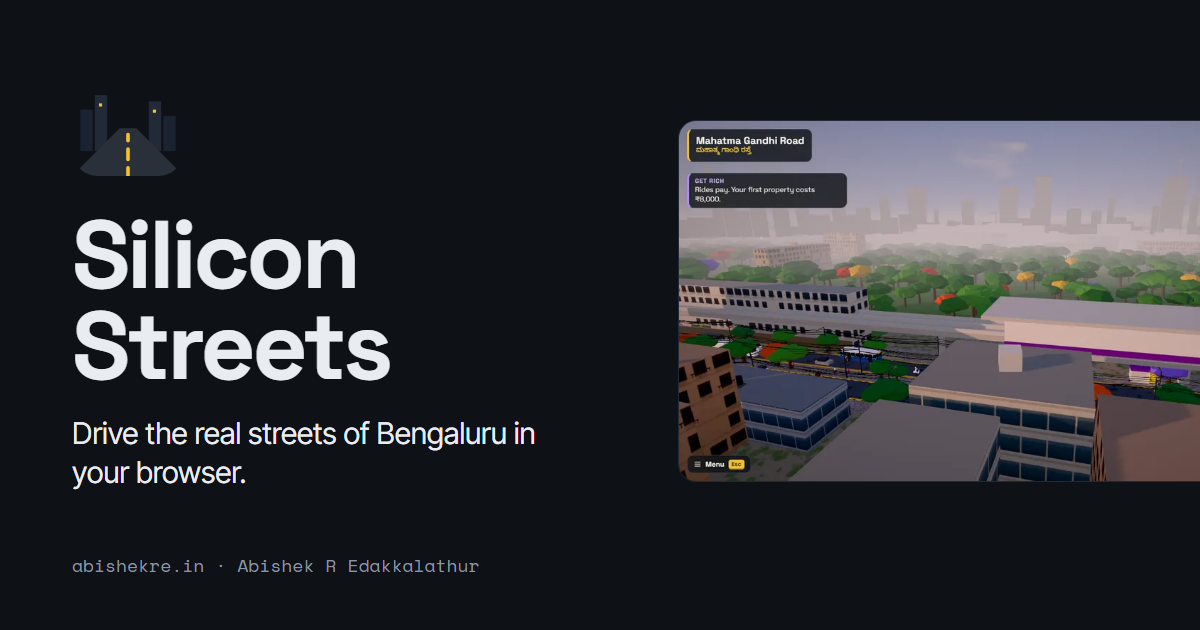 Silicon
Streets
Drive the real streets of Bengaluru in
your browser.
abishekre.in · Abishek R Edakkalathur
Mahatma Gandhi Road
ಮಹಾತ್ಮ ಗಾಂಧಿ ರಸ್ತೆ
GET RICH
Rides pay. Your first property costs
₹8,000.
Menu Esc